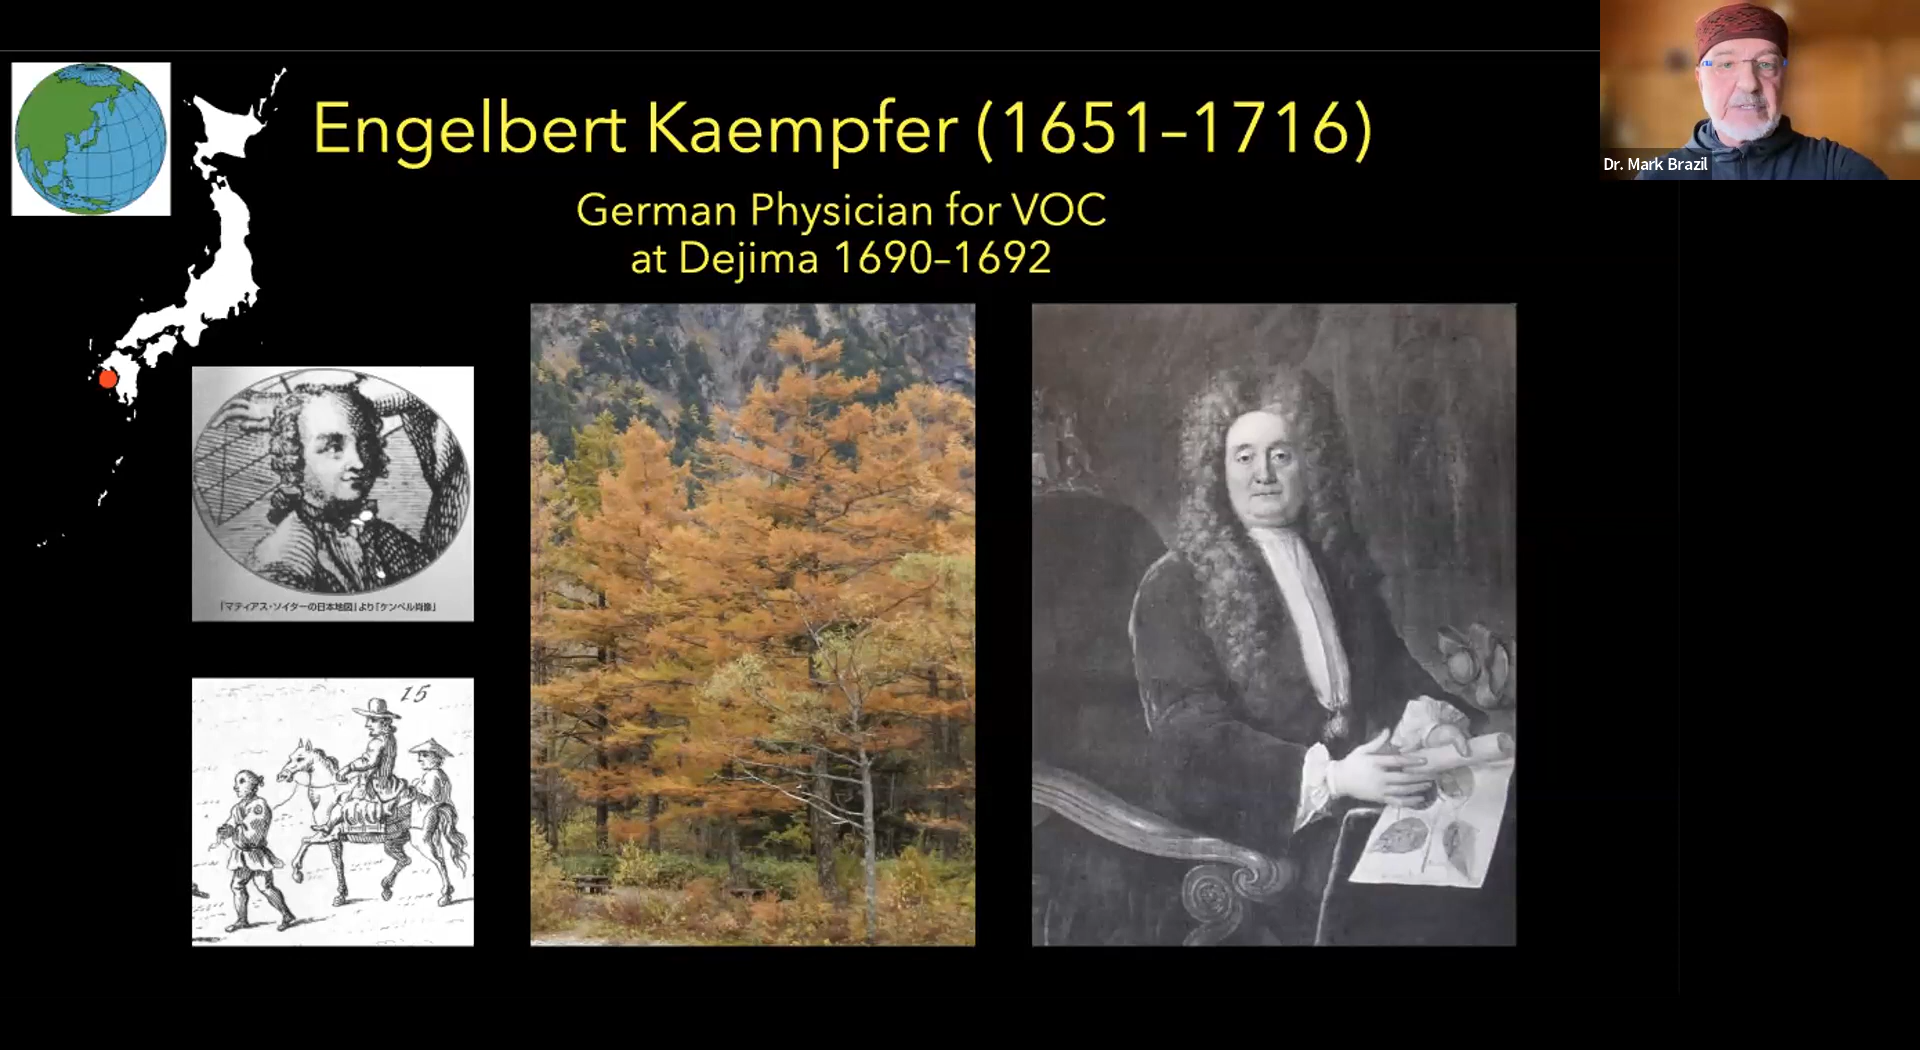 Engelbert Kaempfer (1651–1716)
German Physician for VOC
at Dejima 1690–1692
Dr. Mark Brazil
「マティアス・ソイターの日本地図」より「ケンペル肖像」
15